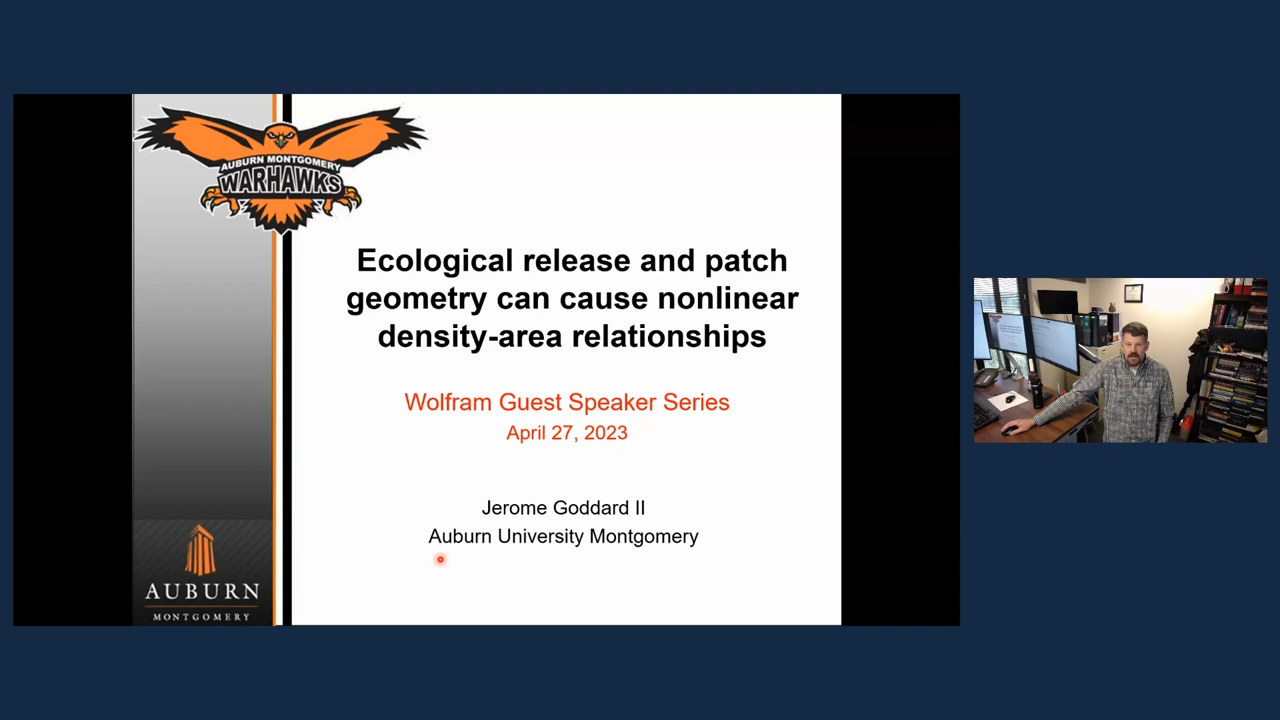 AUBURN MONTGOMERY
WARHAWKS
Ecological release and patch
geometry can cause nonlinear
density-area relationships
Wolfram Guest Speaker Series
April 27, 2023
Jerome Goddard II
Auburn University Montgomery
AUBURN
MONTGOMERY